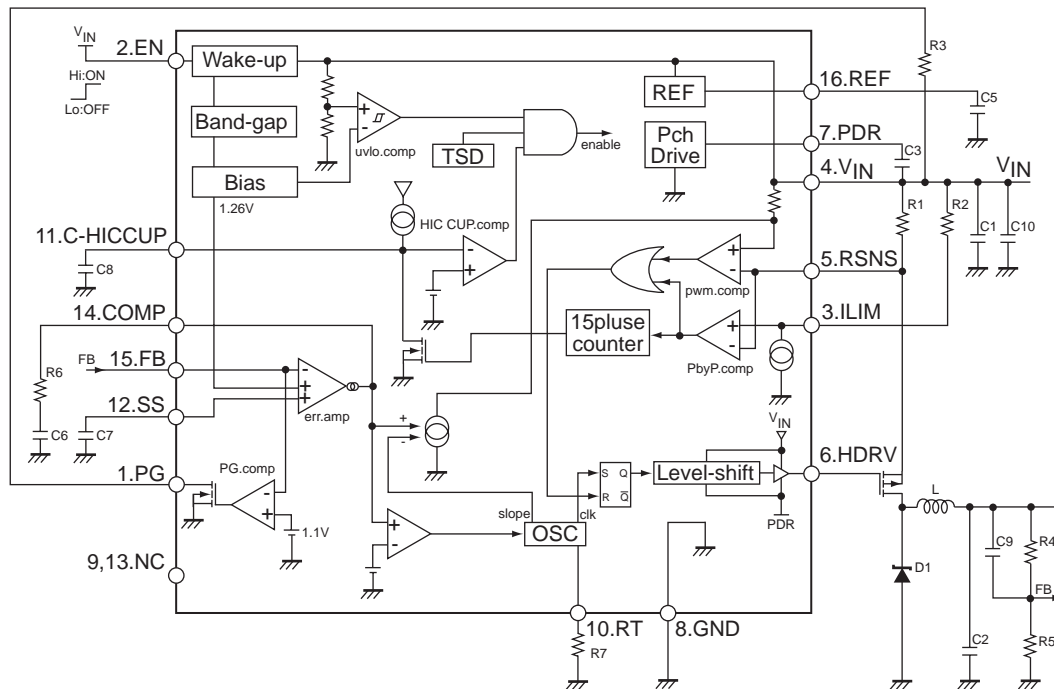 VIN
2.EN
Hi:ON
Lo:OFF
Wake-up
Band-gap
Bias
1.26V
uvlo.comp
TSD
enable
REF
Pch
Drive
R3
16.REF
C5
7.PDR
C3
4.VIN
VIN
R1
R2
C1
C10
11.C-HICCUP
C8
HIC CUP.comp
pwm.comp
5.RSNS
14.COMP
15pluse
counter
PbyP.comp
3.ILIM
FB
15.FB
R6
12.SS
C6
C7
err.amp
+
-
VIN
6.HDRV
1.PG
PG.comp
1.1V
S Q
R Q
Level-shift
PDR
slope
clk
OSC
L
9,13.NC
D1
C9
R4
FB
C2
R5
10.RT
R7
8.GND